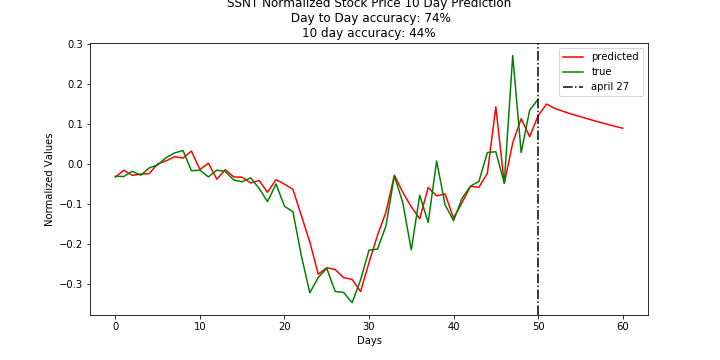 SSNT Normalized Stock Price 10 Day Prediction
Day to Day accuracy: 74%
10 day accuracy: 44%
predicted
true
april 27
Normalized Values
0.3
0.2
0.1
0.0
−0.1
−0.2
−0.3
0
10
20
30
40
50
60
Days